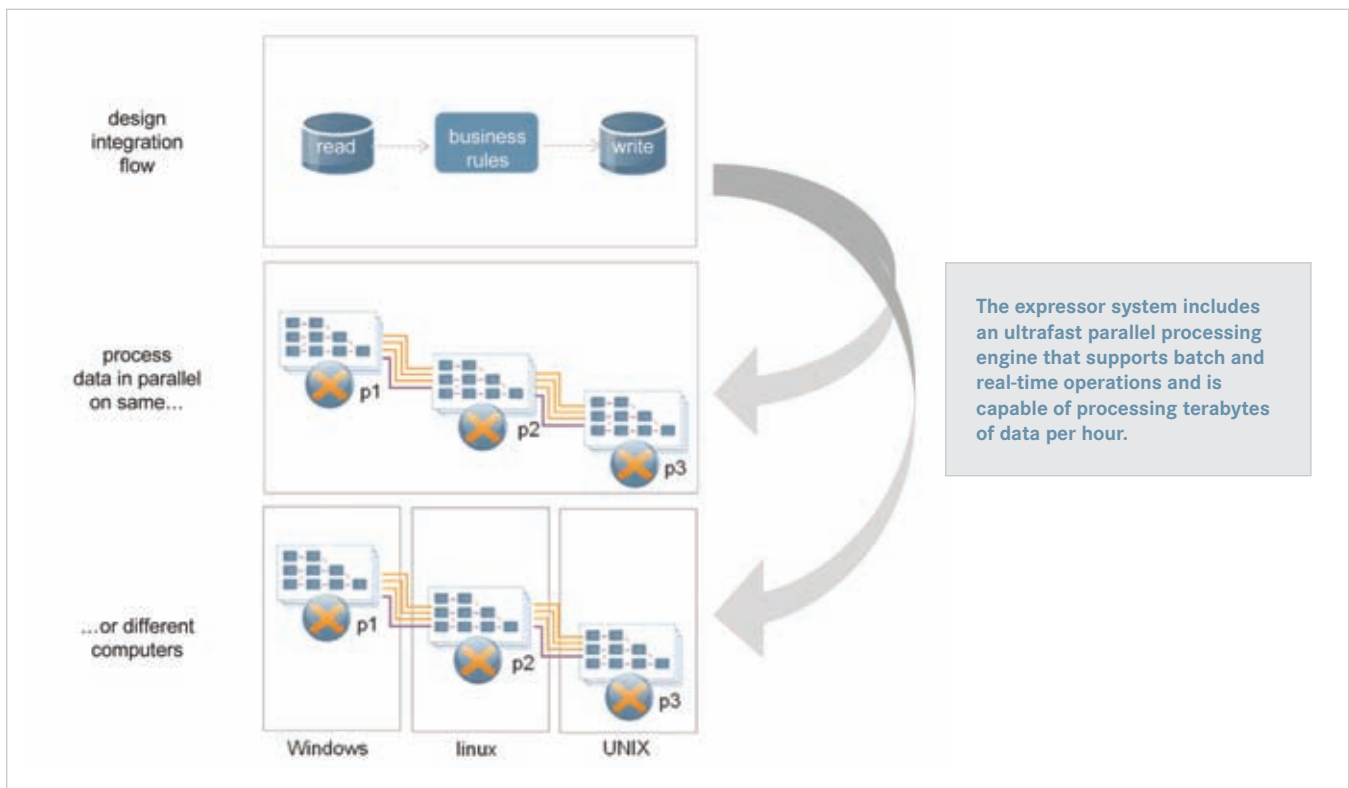 design
integration
flow
read
business
rules
write
The expressor system includes
an ultrafast parallel processing
engine that supports batch and
real-time operations and is
capable of processing terabytes
of data per hour.
process
data in parallel
on same…
p1
p2
p3
…or different
computers
p1
p2
p3
Windows
linux
UNIX